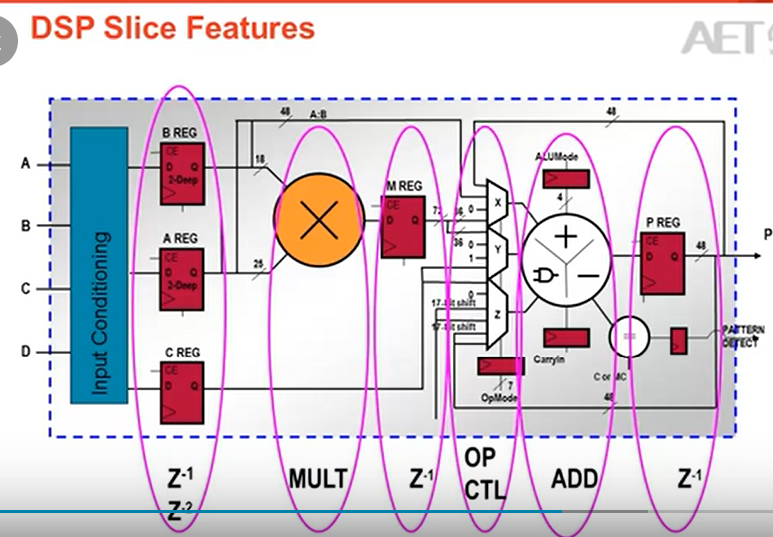 DSP Slice Features
AET
48
A:B
48
B REG
CE
D Q
2-Deep
A
18
ALUMode
4
M REG
CE
D Q
72
36
0
X
P REG
CE
D Q
48
P
B
A REG
CE
D Q
2-Deep
25
36
0
1
Y
Input Conditioning
C
0
17-bit shift
17-bit shift
Z
D
C REG
CE
D Q
CarryIn
=
PATTERN
DETECT
C or MC
7
OpMode
48
Z-1
Z-2
MULT
Z-1
OP
CTL
ADD
Z-1